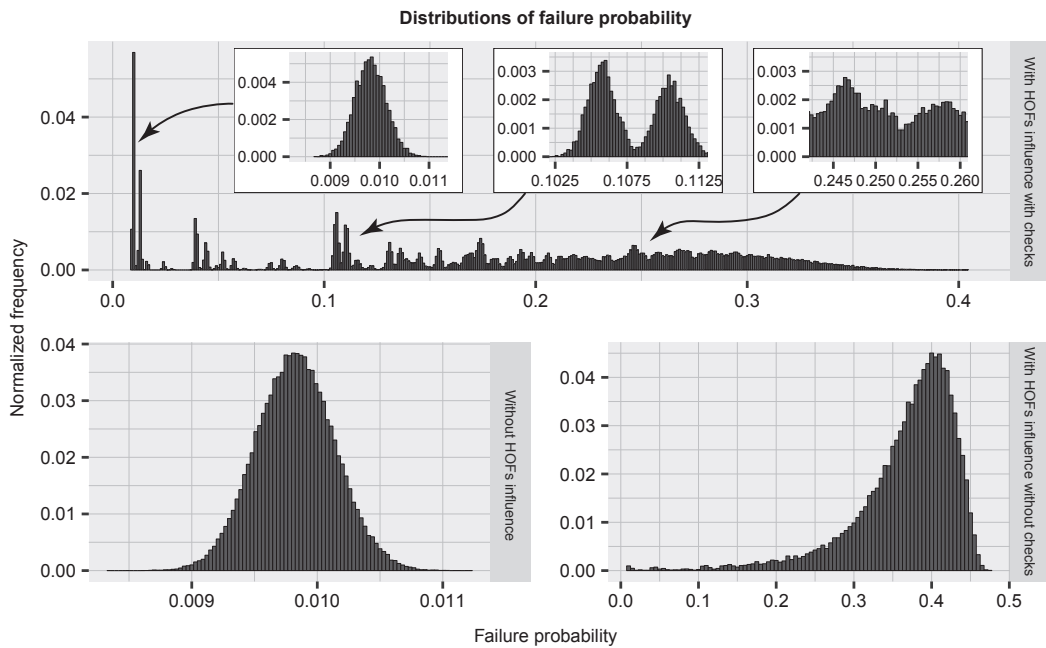 Distributions of failure probability
Normalized frequency
0.04
0.02
0.00
0.004
0.002
0.000
0.009 0.010 0.011
0.003
0.002
0.001
0.000
0.1025 0.1075 0.1125
0.003
0.002
0.001
0.000
0.245 0.250 0.255 0.260
With HOFs influence with checks
0.0 0.1 0.2 0.3 0.4
0.04
0.03
0.02
0.01
0.00
0.009 0.010 0.011
Without HOFs influence
0.04
0.03
0.02
0.01
0.00
0.0 0.1 0.2 0.3 0.4 0.5
With HOFs influence without checks
Failure probability